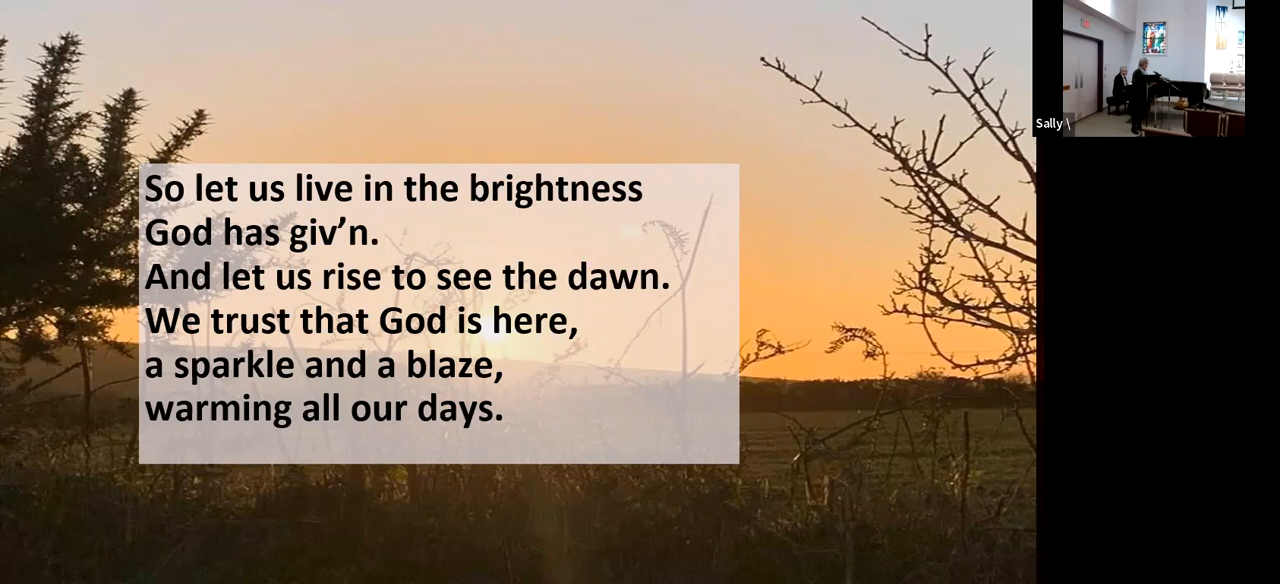 So let us live in the brightness
God has giv’n.
And let us rise to see the dawn.
We trust that God is here,
a sparkle and a blaze,
warming all our days.
Sally \